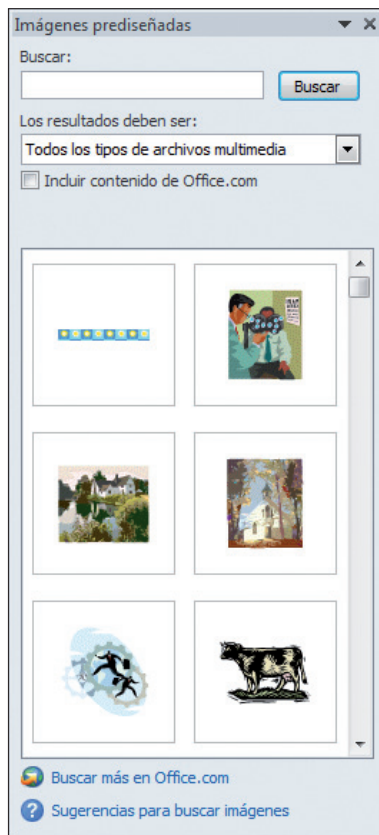 Imágenes prediseñadas
Buscar:
Buscar
Los resultados deben ser:
Todos los tipos de archivos multimedia
Incluir contenido de Office.com
Buscar más en Office.com
Sugerencias para buscar imágenes